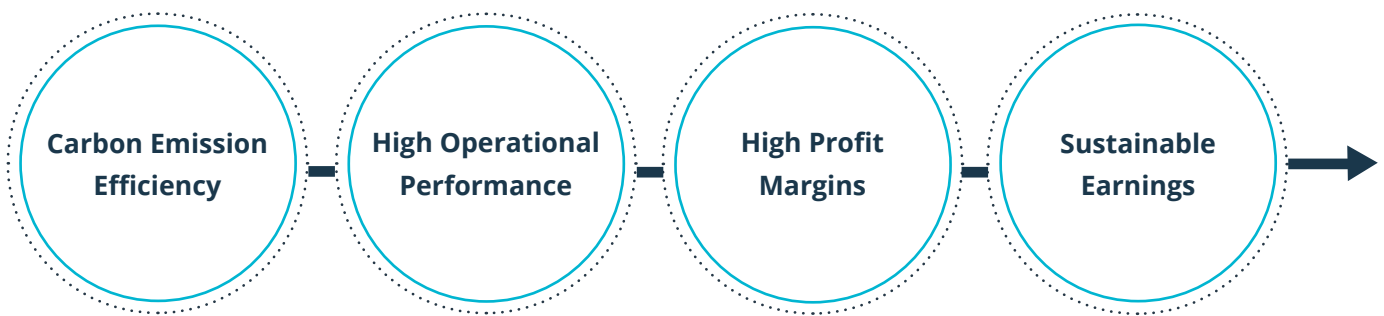 Carbon Emission
Efficiency
High Operational
Performance
High Profit
Margins
Sustainable
Earnings